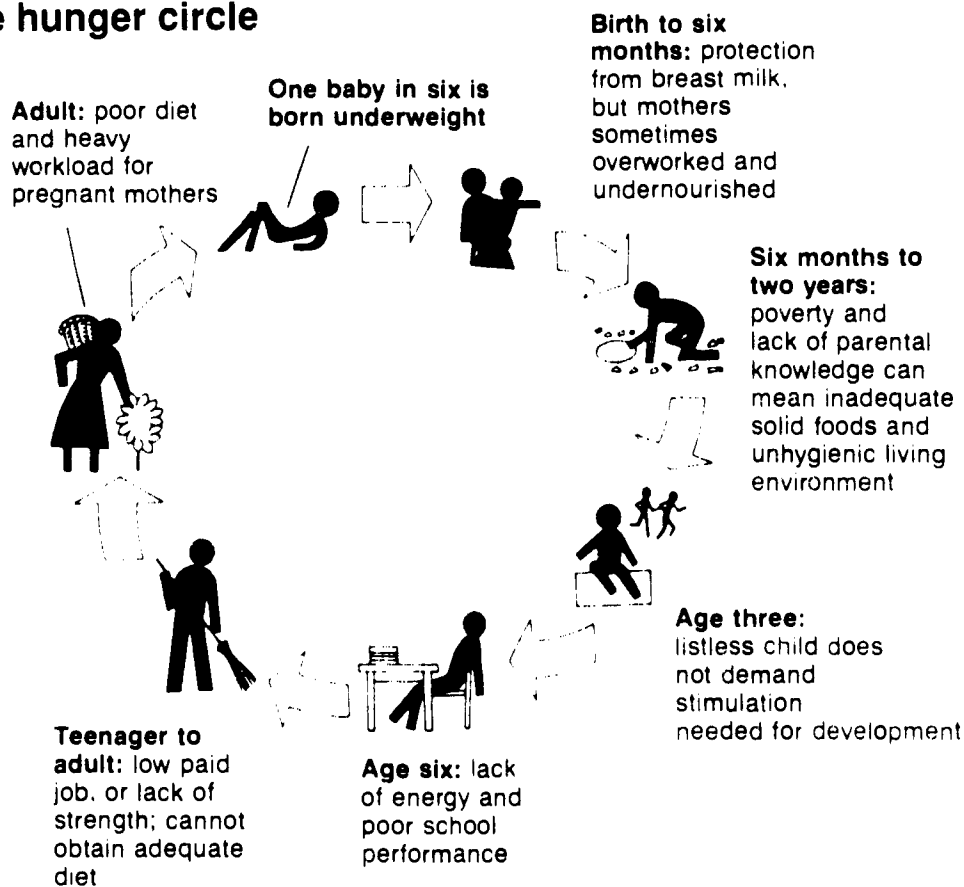 e hunger circle
One baby in six is
born underweight
Birth to six
months: protection
from breast milk,
but mothers
sometimes
overworked and
undernourished
Six months to
two years:
poverty and
lack of parental
knowledge can
mean inadequate
solid foods and
unhygienic living
environment
Age three:
listless child does
not demand
stimulation
needed for development
Age six: lack
of energy and
poor school
performance
Teenager to
adult: low paid
job, or lack of
strength; cannot
obtain adequate
diet
Adult: poor diet
and heavy
workload for
pregnant mothers